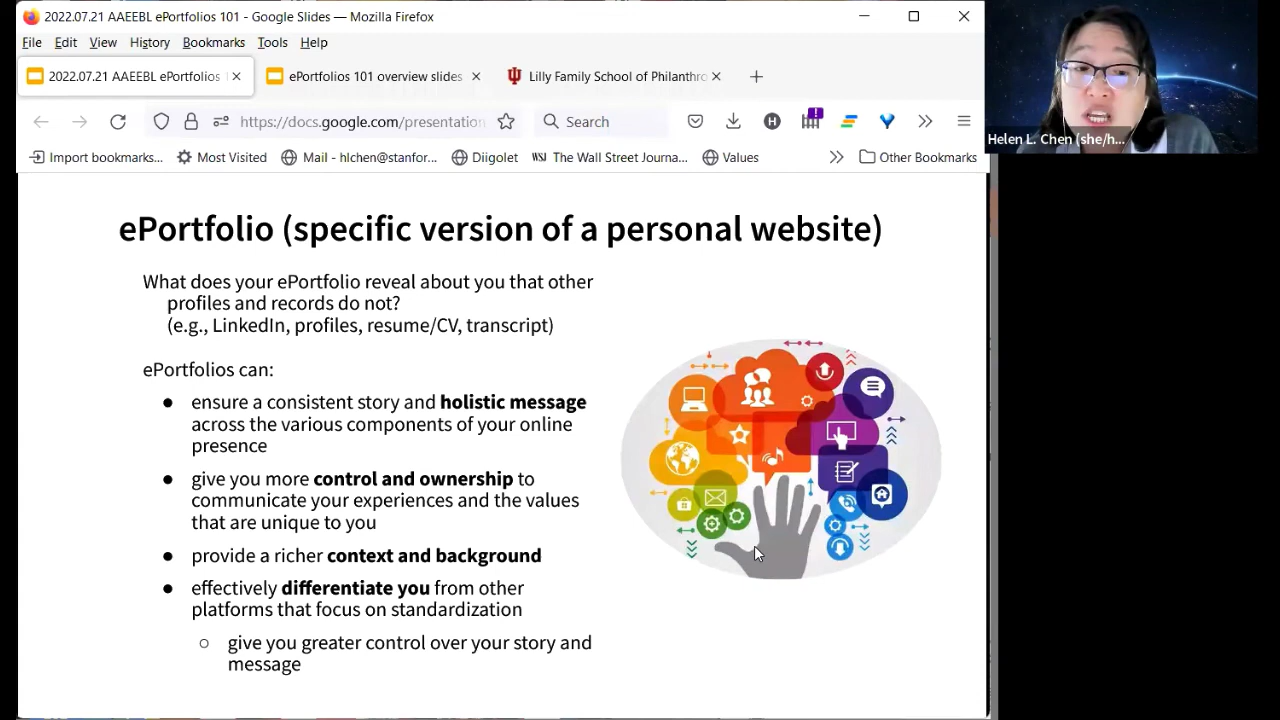 2022.07.21 AAEEBL ePortfolios 101 - Google Slides — Mozilla Firefox
File Edit View History Bookmarks Tools Help
2022.07.21 AAEEBL ePortfolios
ePortfolios 101 overview slides
Lilly Family School of Philanthro
https://docs.google.com/presentation
Search
Import bookmarks...
Most Visited
Mail - hlchen@stanfor...
Diigolet
WSJ
The Wall Street Journa...
Values
Other Bookmarks
Helen L. Chen (she/h...
ePortfolio (specific version of a personal website)
What does your ePortfolio reveal about you that other
profiles and records do not?
(e.g., LinkedIn, profiles, resume/CV, transcript)
ePortfolios can:
● ensure a consistent story and holistic message
across the various components of your online
presence
● give you more control and ownership to
communicate your experiences and the values
that are unique to you
● provide a richer context and background
● effectively differentiate you from other
platforms that focus on standardization
○ give you greater control over your story and
message